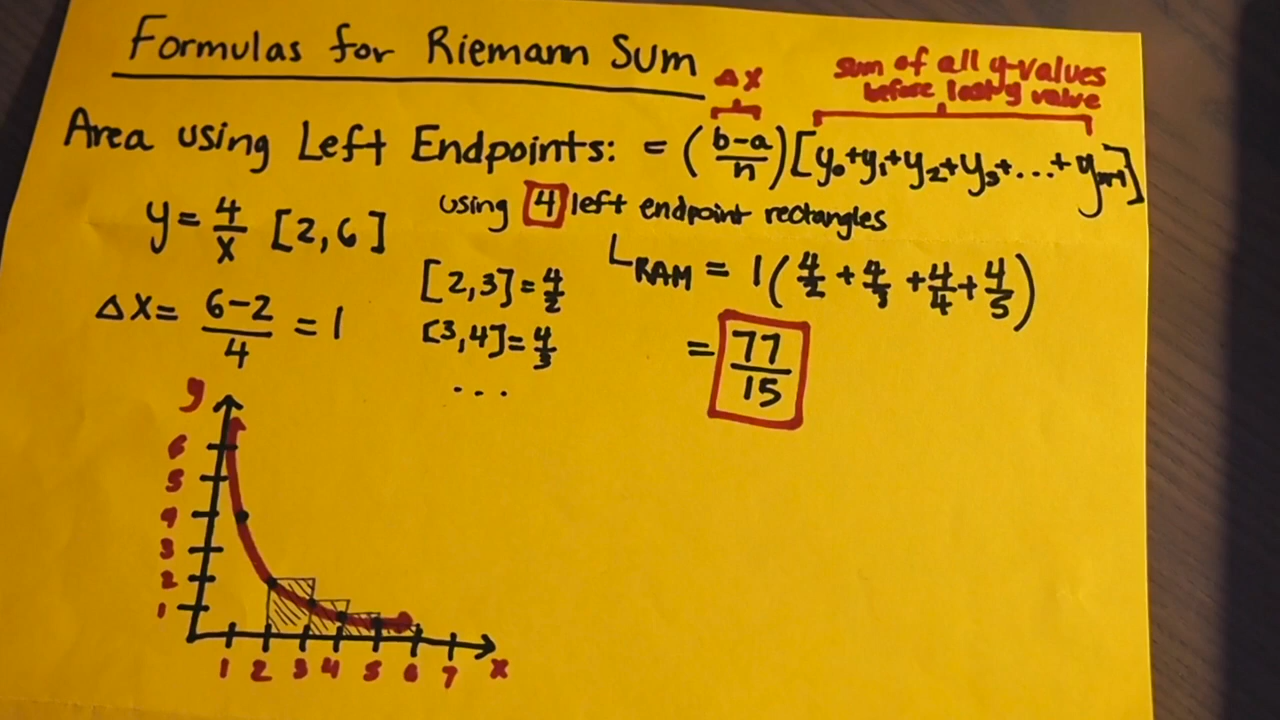 Formulas for Riemann Sum
Δx
sum of all y-values
before last y value
Area using Left Endpoints: = (b-a/n)[y₀+y₁+y₂+y₃+...+yₙ₋₁]
using 4 left endpoint rectangles
y=4/x [2,6]
LRAM = 1(4/2+4/3+4/4+4/5)
[2,3]=4/2
Δx= 6-2/4 =1
[3,4]=4/3
= 77/15
...
y
6
5
4
3
2
1
1 2 3 4 5 6 7 x